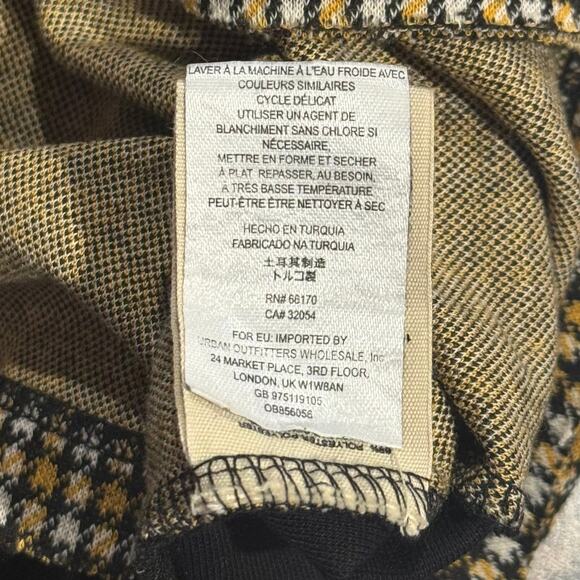 LAVER À LA MACHINE À L'EAU FROIDE AVEC
COULEURS SIMILAIRES
CYCLE DÉLICAT
UTILISER UN AGENT DE
BLANCHIMENT SANS CHLORE SI
NÉCESSAIRE,
METTRE EN FORME ET SECHER
À PLAT REPASSER, AU BESOIN,
À TRÈS BASSE TEMPÉRATURE
PEUT-ÊTRE ÊTRE NETTOYER À SEC
HECHO EN TURQUIA
FABRICADO NA TURQUIA
土耳其制造
トルコ製
RN# 66170
CA# 32054
FOR EU: IMPORTED BY
URBAN OUTFITTERS WHOLESALE, Inc
24 MARKET PLACE, 3RD FLOOR,
LONDON, UK W1W8AN
GB 975119105
OB856056
POLYESTER